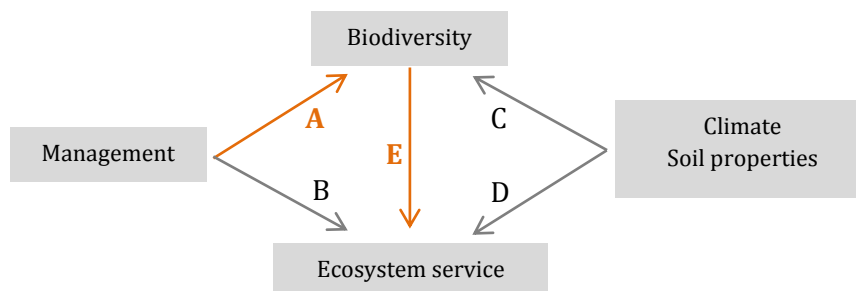 Biodiversity
A
C
Climate
Soil properties
Management
E
B
D
Ecosystem service